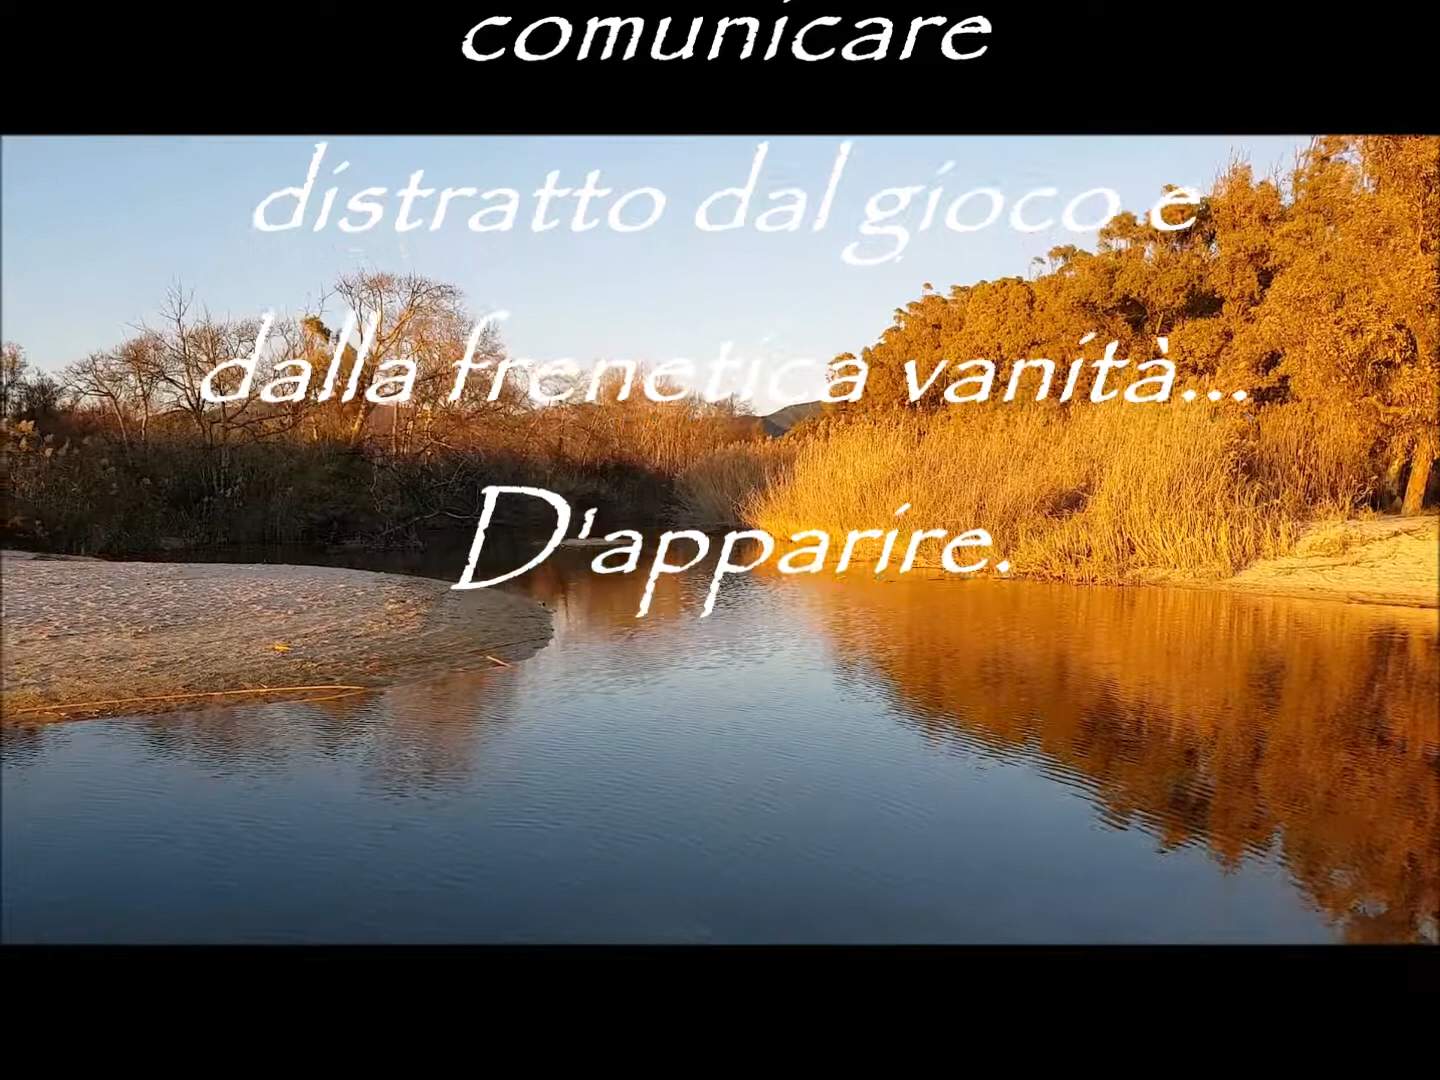 comunicare
distratto dal gioco e
dalla frenetica vanità...
D'apparire.